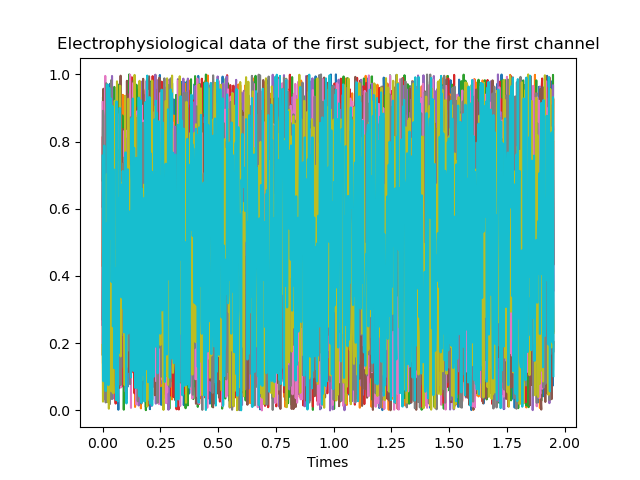 Electrophysiological data of the first subject, for the first channel
1.0
0.8
0.6
0.4
0.2
0.0
0.00 0.25 0.50 0.75 1.00 1.25 1.50 1.75 2.00
Times